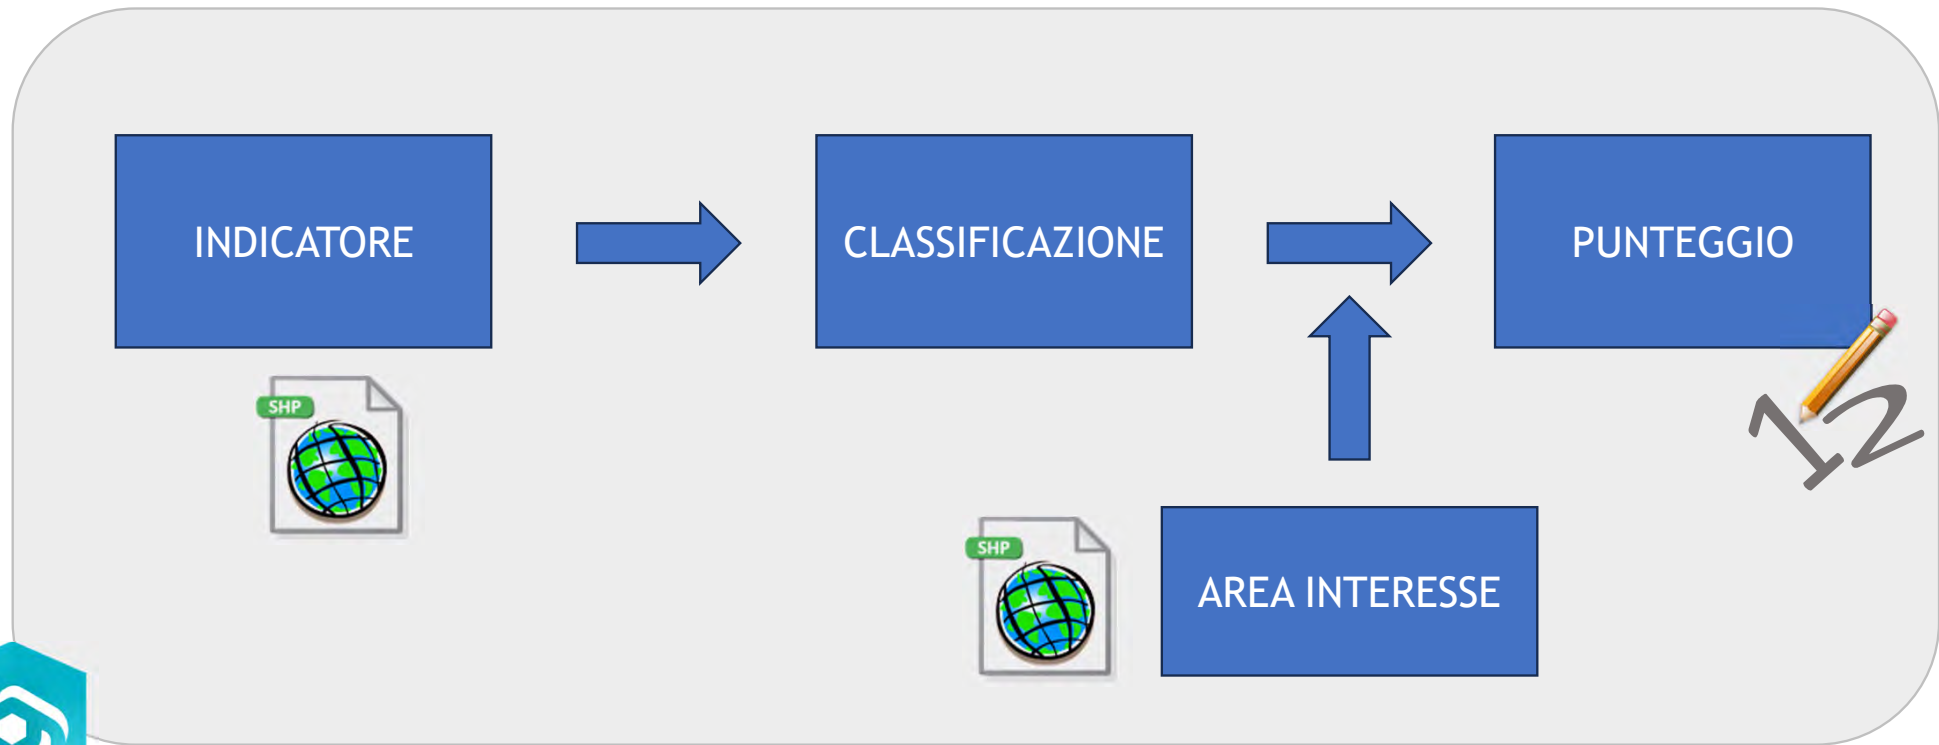 INDICATORE
CLASSIFICAZIONE
PUNTEGGIO
SHP
12
SHP
AREA INTERESSE